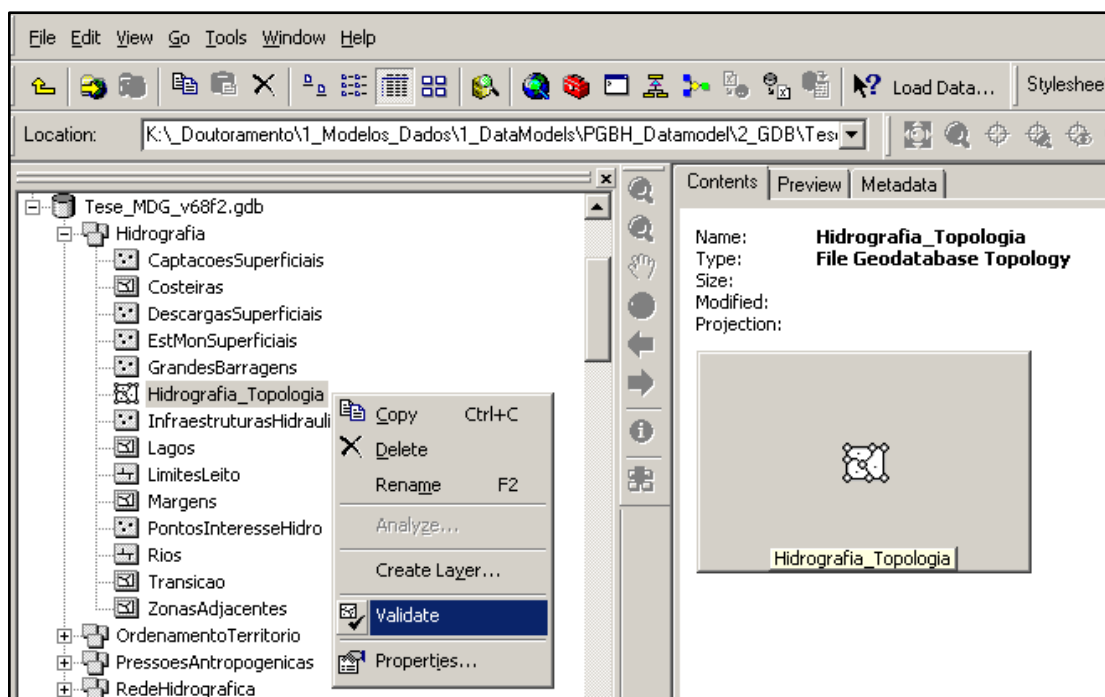 File Edit View Go Tools Window Help
Load Data...
Location: K:\_Doutoramento\1_Modelos_Dados\1_DataModels\PGBH_Datamodel\2_GDB\
Contents Preview Metadata
Tese_MDG_v68f2.gdb
Hidrografia
CaptacoesSuperficiais
Costeiras
DescargasSuperficiais
EstMonSuperficiais
GrandesBarragens
Hidrografia_Topologia
InfraestruturasHidrauli
Lagos
LimitesLeito
Margens
PontosInteresseHidro
Rios
Transicao
ZonasAdjacentes
OrdenamentoTerritorio
PressoesAntropogenicas
RedeHidrografica
Copy Ctrl+C
Delete
Rename F2
Analyze...
Create Layer...
Validate
Properties...
Name: Hidrografia_Topologia
Type: File Geodatabase Topology
Size:
Modified:
Projection:
Hidrografia_Topologia